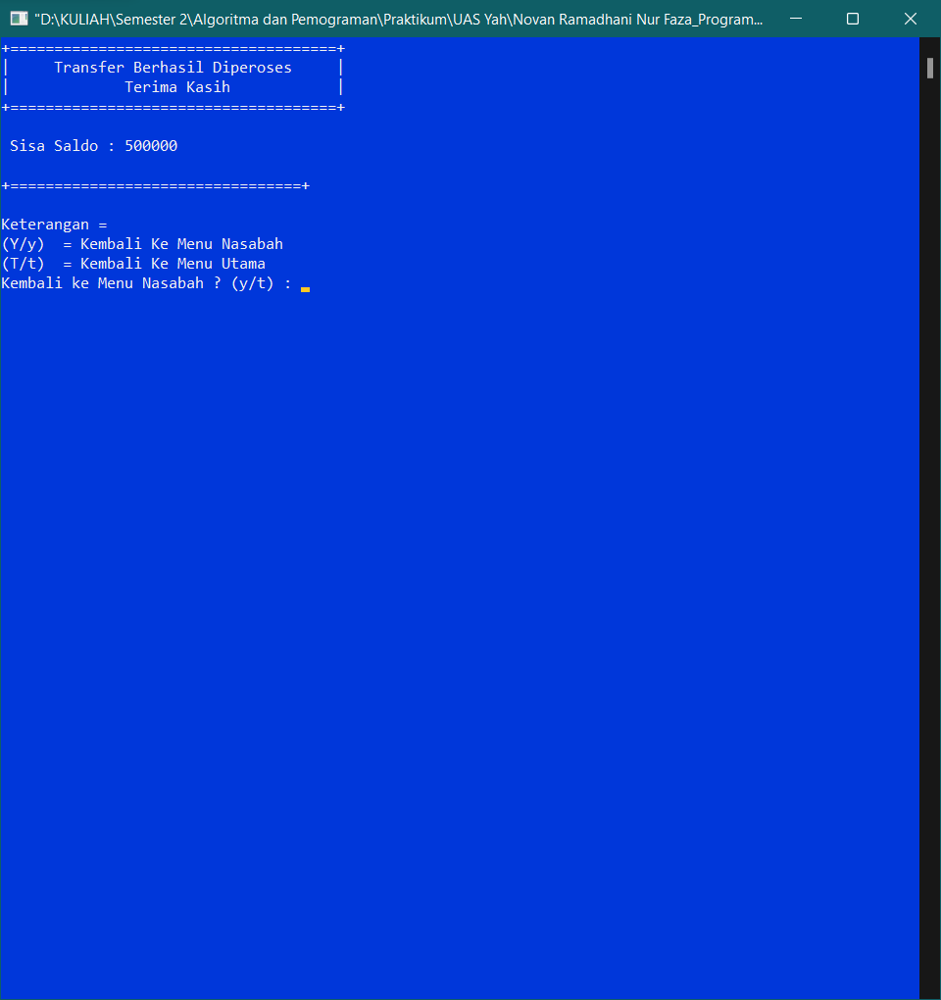 "D:\KULIAH\Semester 2\Algoritma dan Pemograman\Praktikum\UAS Yah\Novan Ramadhani Nur Faza_Program...
+=====================================+
|     Transfer Berhasil Diperoses     |
|             Terima Kasih            |
+=====================================+
Sisa Saldo : 500000
+=================================+
Keterangan =
(Y/y)  = Kembali Ke Menu Nasabah
(T/t)  = Kembali Ke Menu Utama
Kembali ke Menu Nasabah ? (y/t) :